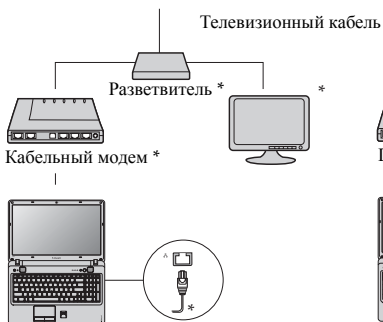 Телевизионный кабель
Разветвитель *
*
Кабельный модем *
A
*